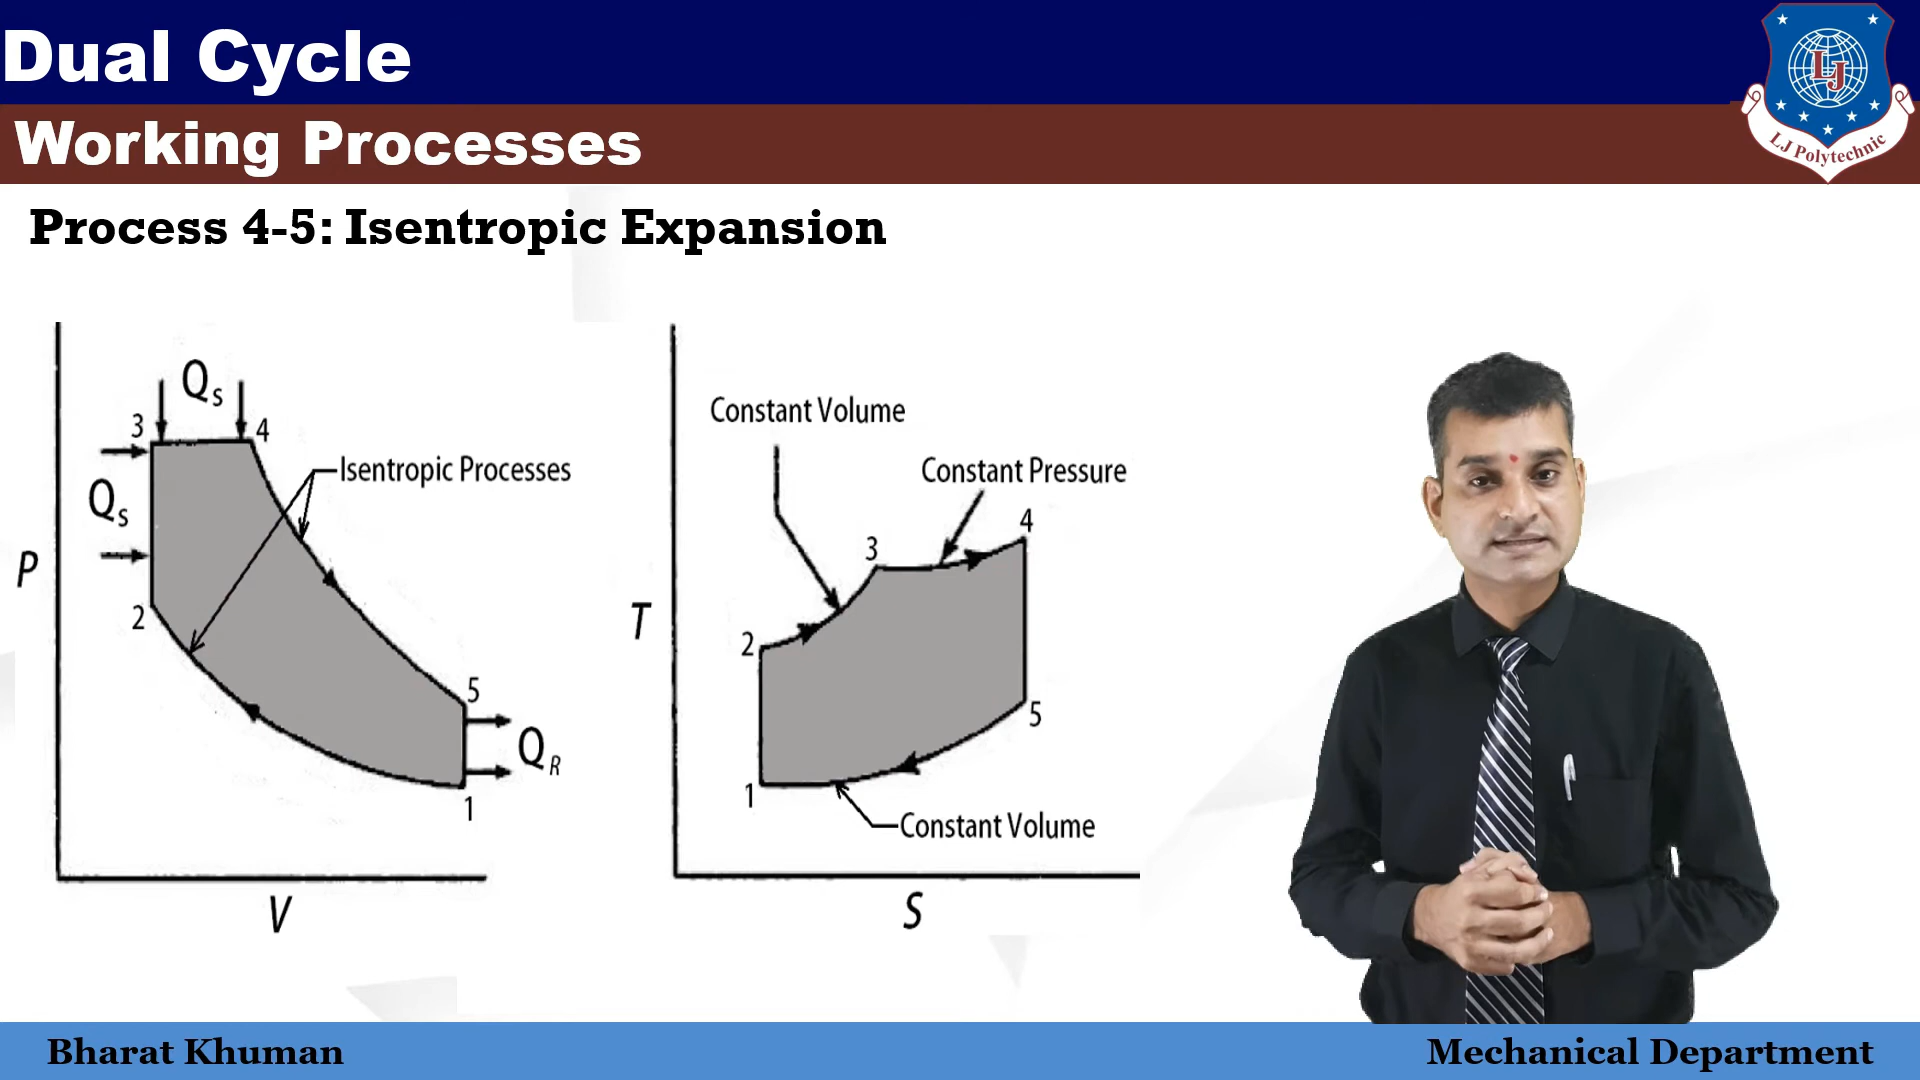 Dual Cycle
Working Processes
LJ
LJ Polytechnic
Process 4-5: Isentropic Expansion
P
Qs
3
4
Isentropic Processes
Qs
2
5
QR
1
V
T
Constant Volume
Constant Pressure
4
3
2
5
1
Constant Volume
S
Bharat Khuman
Mechanical Department